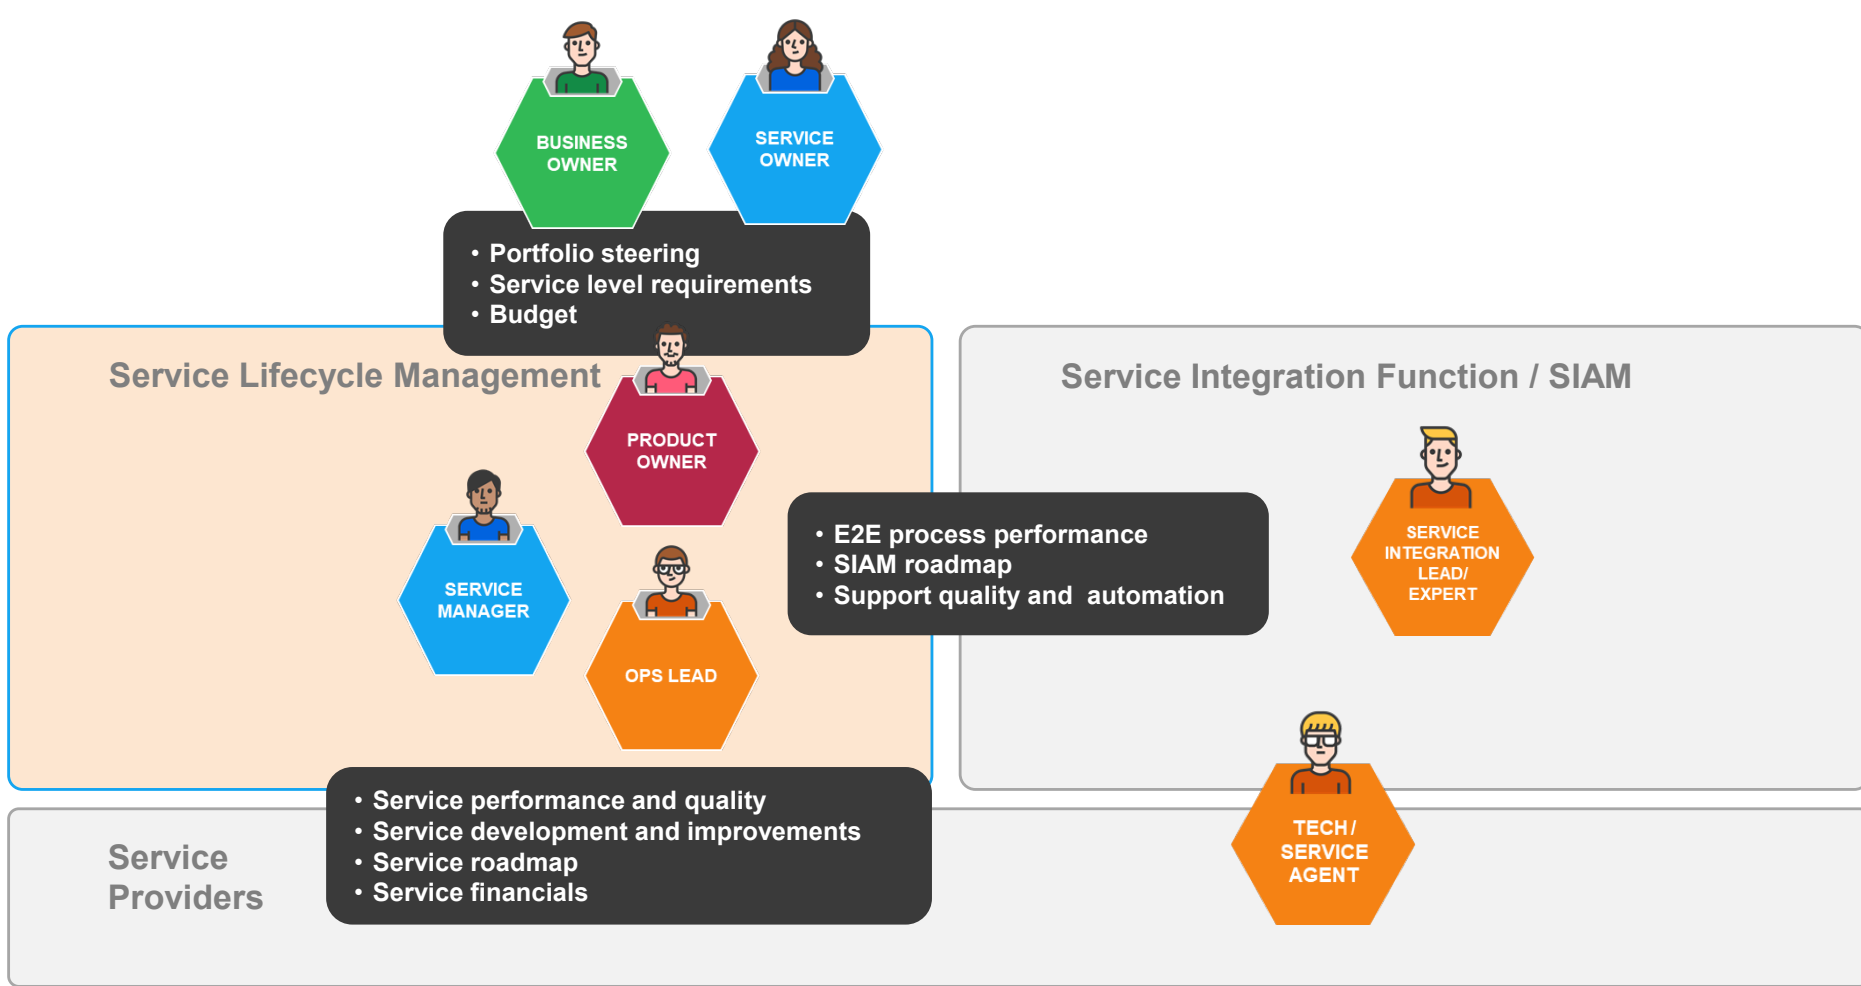 BUSINESS
OWNER
SERVICE
OWNER
• Portfolio steering
• Service level requirements
• Budget
Service Lifecycle Management
PRODUCT
OWNER
SERVICE
MANAGER
OPS LEAD
Service Integration Function / SIAM
• E2E process performance
• SIAM roadmap
• Support quality and automation
SERVICE
INTEGRATION
LEAD/
EXPERT
• Service performance and quality
• Service development and improvements
• Service roadmap
• Service financials
Service
Providers
TECH /
SERVICE
AGENT